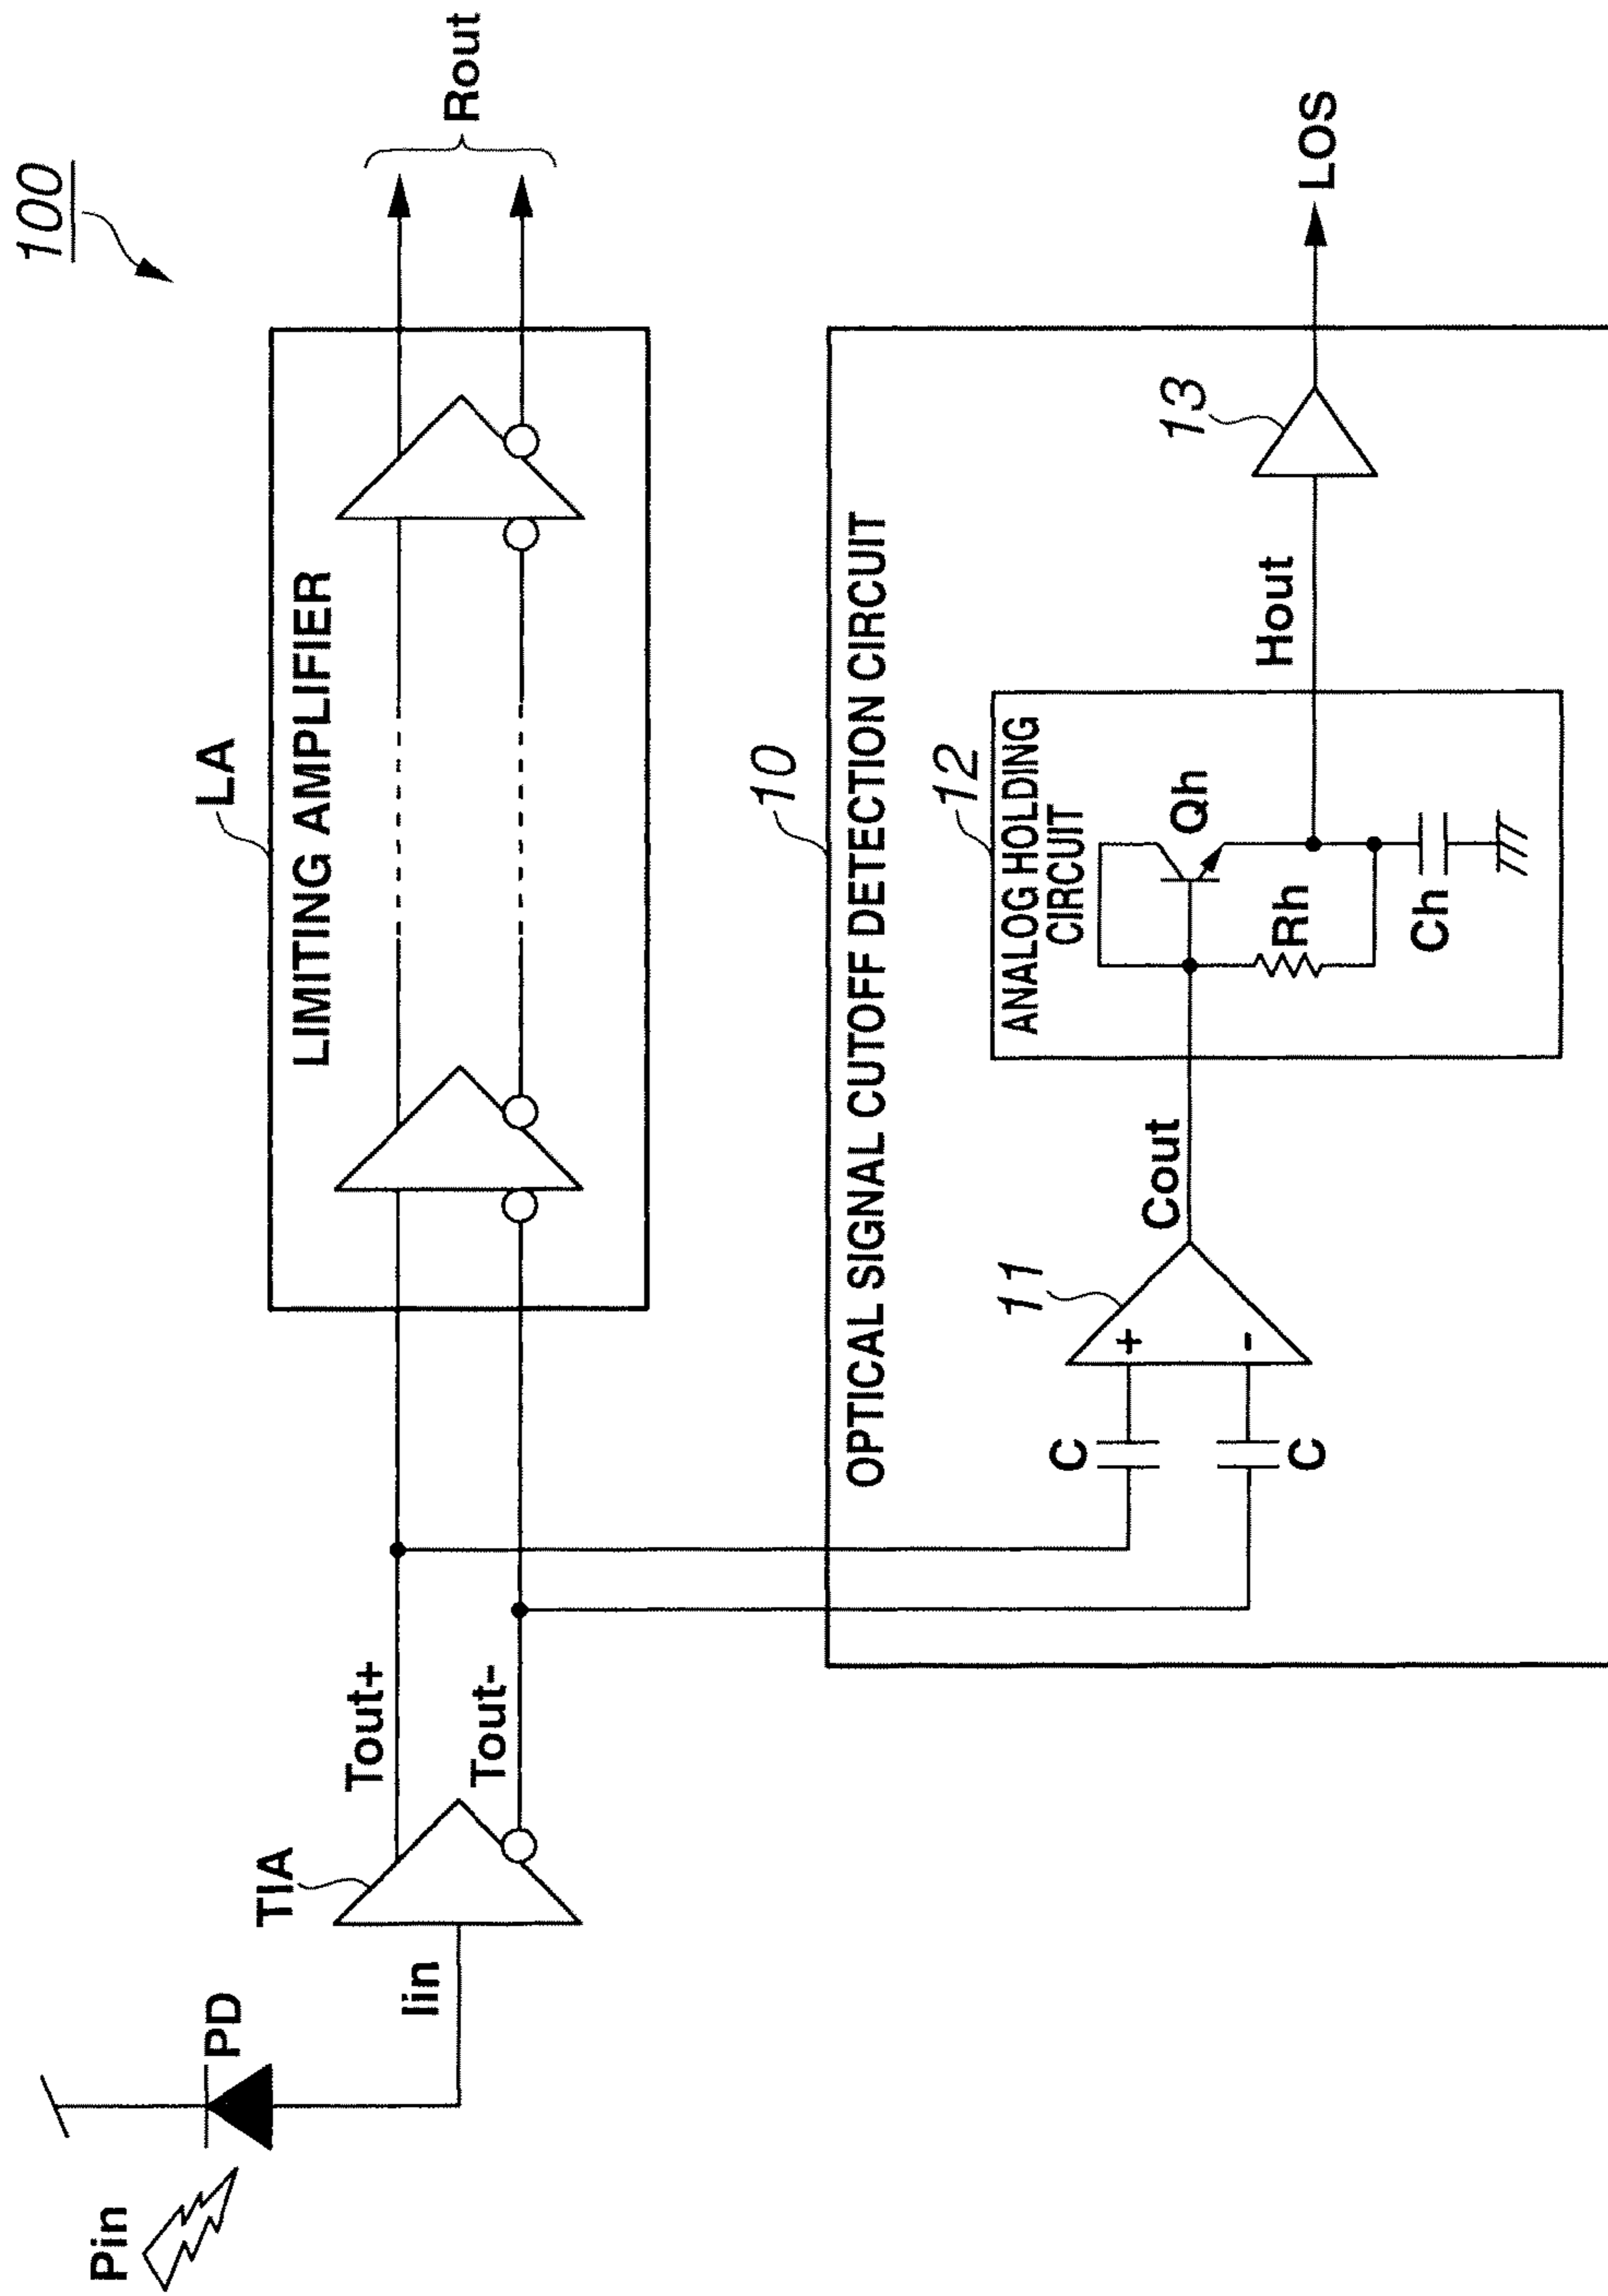 100
Pin
PD
Iin
TIA
Tout+
Tout-
LA
LIMITING AMPLIFIER
Rout
10
OPTICAL SIGNAL CUTOFF DETECTION CIRCUIT
C
C
11
+
-
Cout
12
ANALOG HOLDING
CIRCUIT
Qh
Rh
Ch
Hout
13
LOS